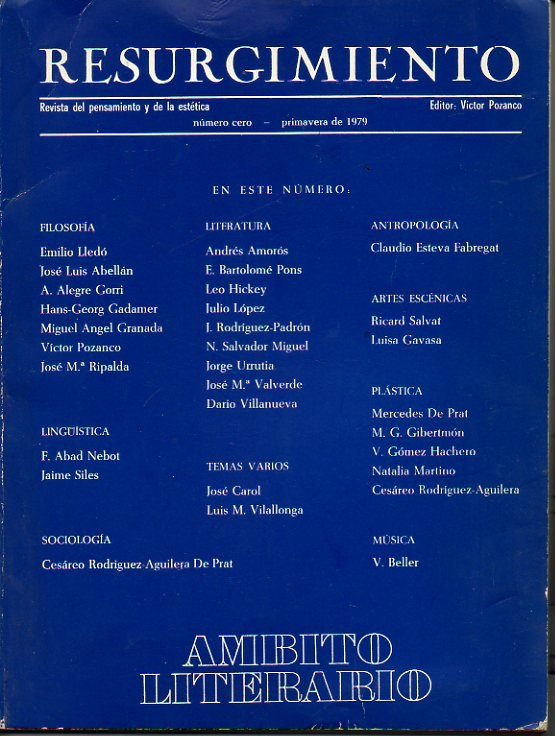 RESURGIMIENTO
Revista del pensamiento y de la estética
Editor: Víctor Pozanco
número cero – primavera de 1979
EN ESTE NÚMERO:
FILOSOFÍA
Emilio Lledó
José Luis Abellán
A. Alegre Gorri
Hans-Georg Gadamer
Miguel Angel Granada
Víctor Pozanco
José M.ª Ripalda
LINGÜÍSTICA
F. Abad Nebot
Jaime Siles
SOCIOLOGÍA
Cesáreo Rodríguez-Aguilera De Prat
LITERATURA
Andrés Amorós
E. Bartolomé Pons
Leo Hickey
Julio López
J. Rodríguez-Padrón
N. Salvador Miguel
Jorge Urrutia
José M.ª Valverde
Darío Villanueva
TEMAS VARIOS
José Carol
Luis M. Vilallonga
ANTROPOLOGÍA
Claudio Esteva Fabregat
ARTES ESCÉNICAS
Ricard Salvat
Luisa Gavasa
PLÁSTICA
Mercedes De Prat
M. G. Gibertmón
V. Gómez Hachero
Natalia Martino
Cesáreo Rodríguez-Aguilera
MÚSICA
V. Beller
AMBITO
LITERARIO